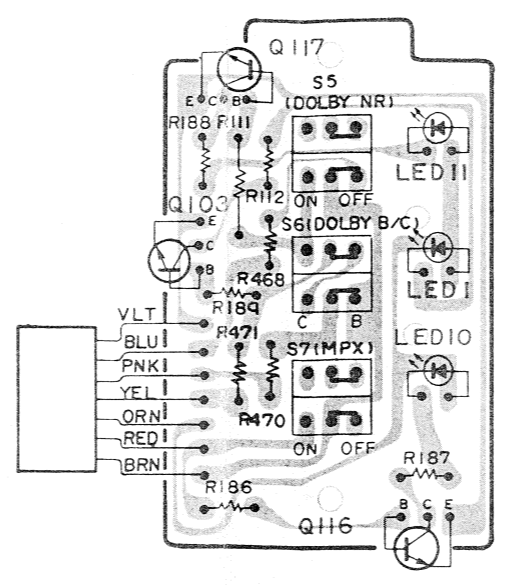 Q117
S5
(DOLBY NR)
E C B
R188 R111
LED11
R112
ON OFF
Q103
E
S6(DOLBY B/C)
C
B
R468
R189
LED1
VLT
C B
R471
BLU
LED10
S7(MPX)
PNK
YEL
ORN
R470
RED
ON OFF
BRN
R187
R186
B C E
Q116